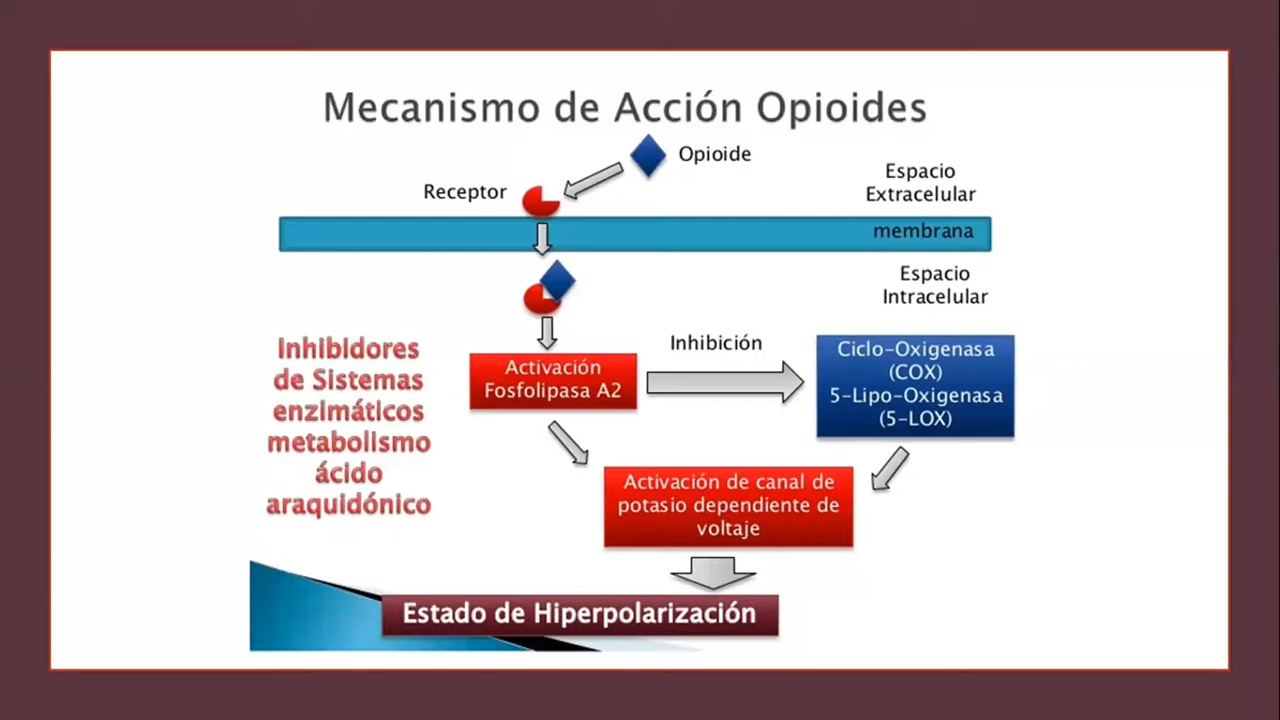 Mecanismo de Acción Opioides
Opioide
Receptor
Espacio
Extracelular
membrana
Espacio
Intracelular
Inhibidores
de Sistemas
enzimáticos
metabolismo
ácido
araquidónico
Activación
Fosfolipasa A2
Inhibición
Ciclo-Oxigenasa
(COX)
5-Lipo-Oxigenasa
(5-LOX)
Activación de canal de
potasio dependiente de
voltaje
Estado de Hiperpolarización